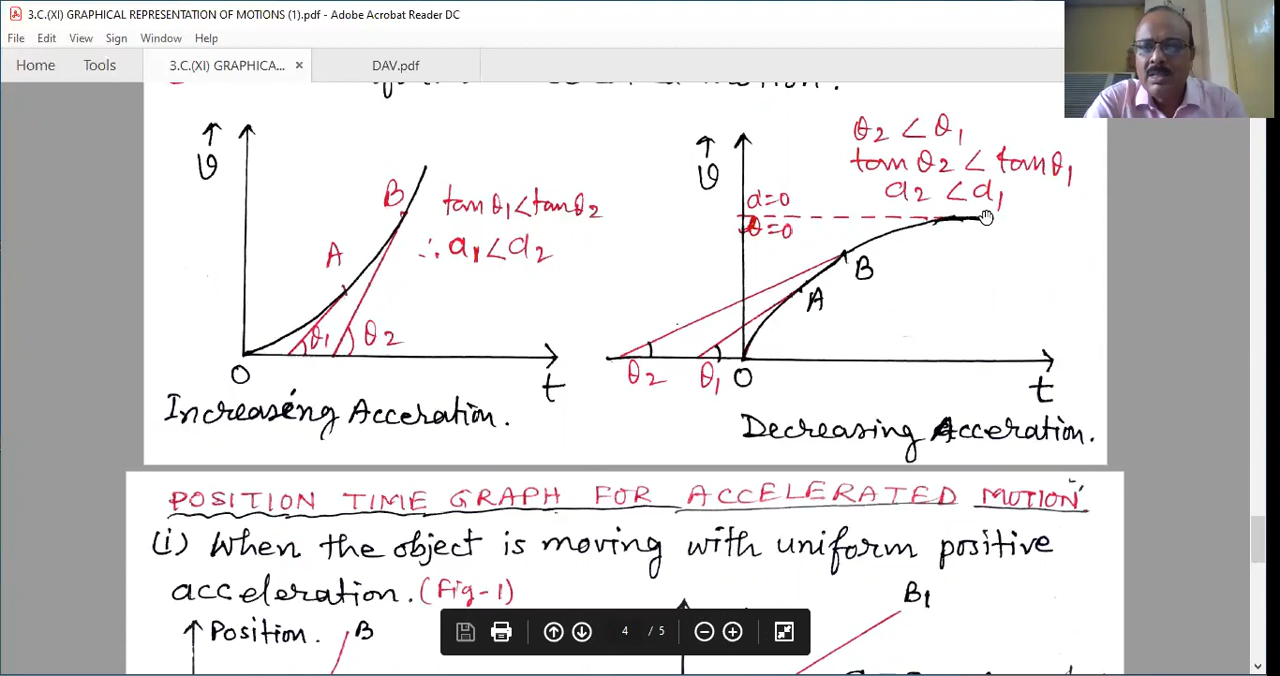 3.C.(XI) GRAPHICAL REPRESENTATION OF MOTIONS (1).pdf - Adobe Acrobat Reader DC
File Edit View Sign Window Help
Home Tools 3.C.(XI) GRAPHICA... × DAV.pdf
v
B
A
θ1
θ2
tan θ1 < tan θ2
∴ a1 < a2
O
t
Increaseing Acceration.
v
θ2 < θ1
tan θ2 < tan θ1
a2 < a1
a=0
θ=0
B
A
θ2
θ1
O
t
Decreasing Acceration.
POSITION TIME GRAPH FOR ACCELERATED MOTION
(i) When the object is moving with uniform positive
acceleration. (Fig-1)
Position.
B
B1
4 / 5